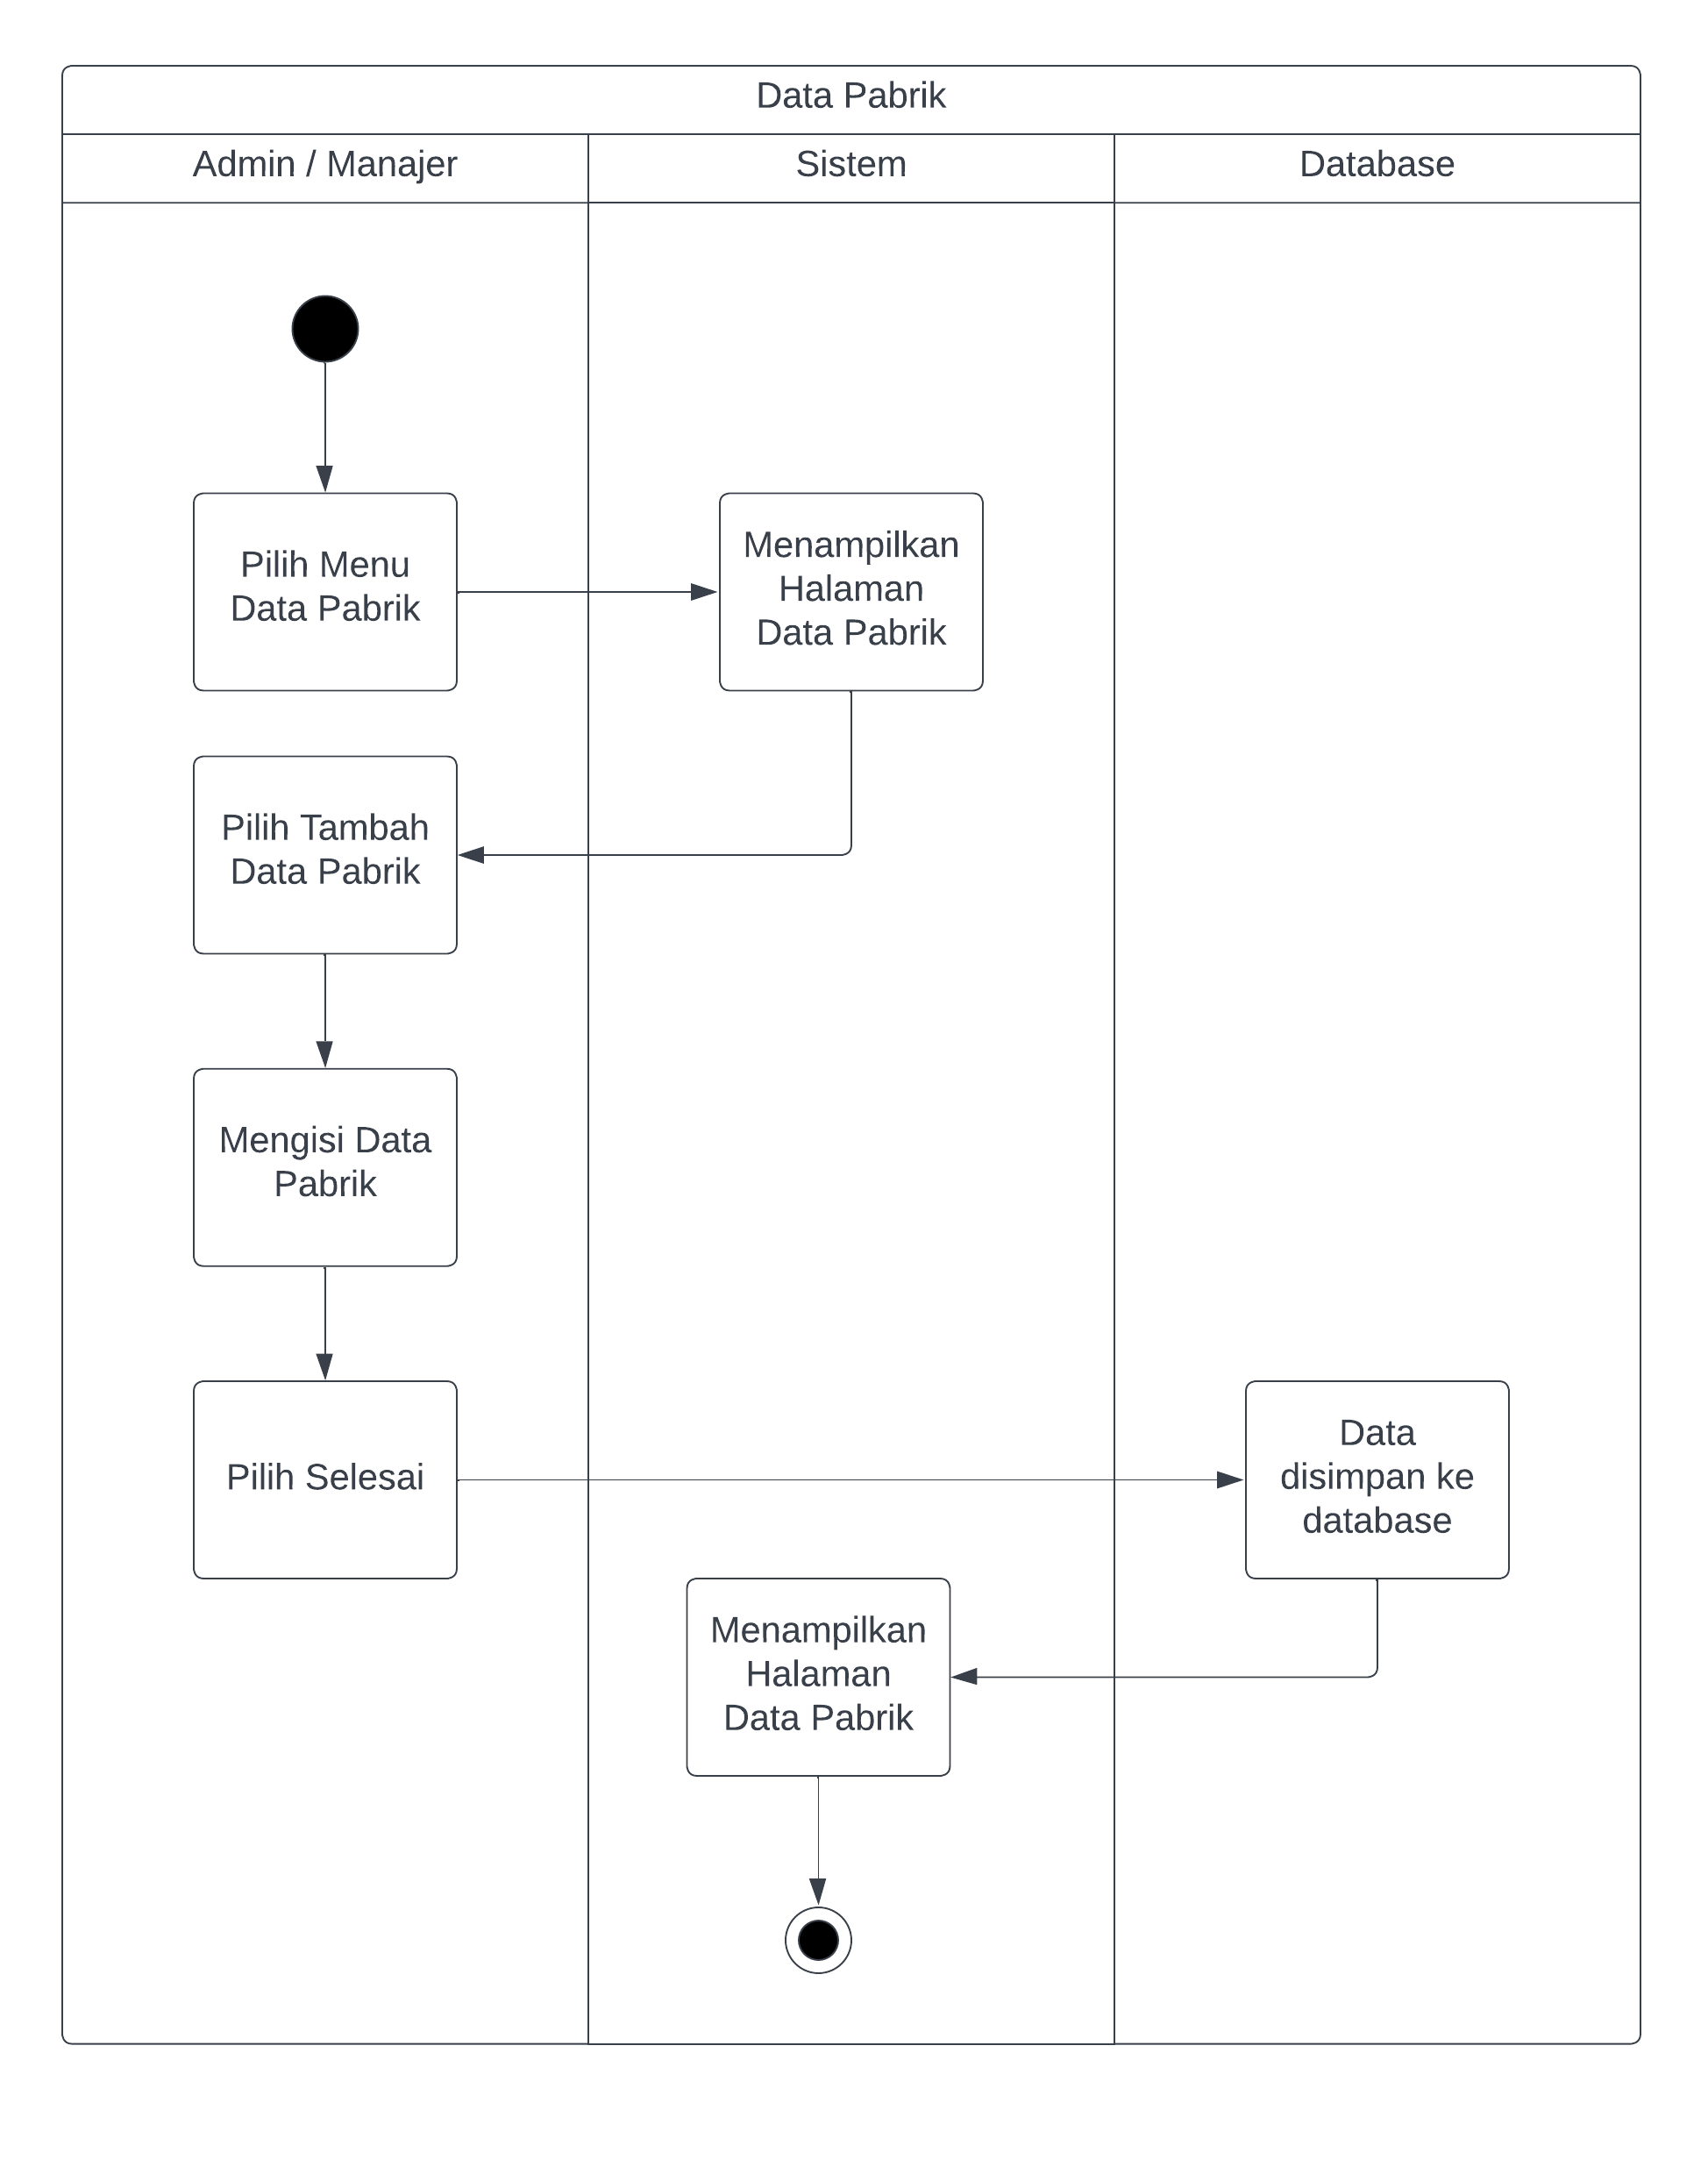 Data Pabrik
Admin / Manajer
Sistem
Database
Pilih Menu
Data Pabrik
Menampilkan
Halaman
Data Pabrik
Pilih Tambah
Data Pabrik
Mengisi Data
Pabrik
Pilih Selesai
Data
disimpan ke
database
Menampilkan
Halaman
Data Pabrik